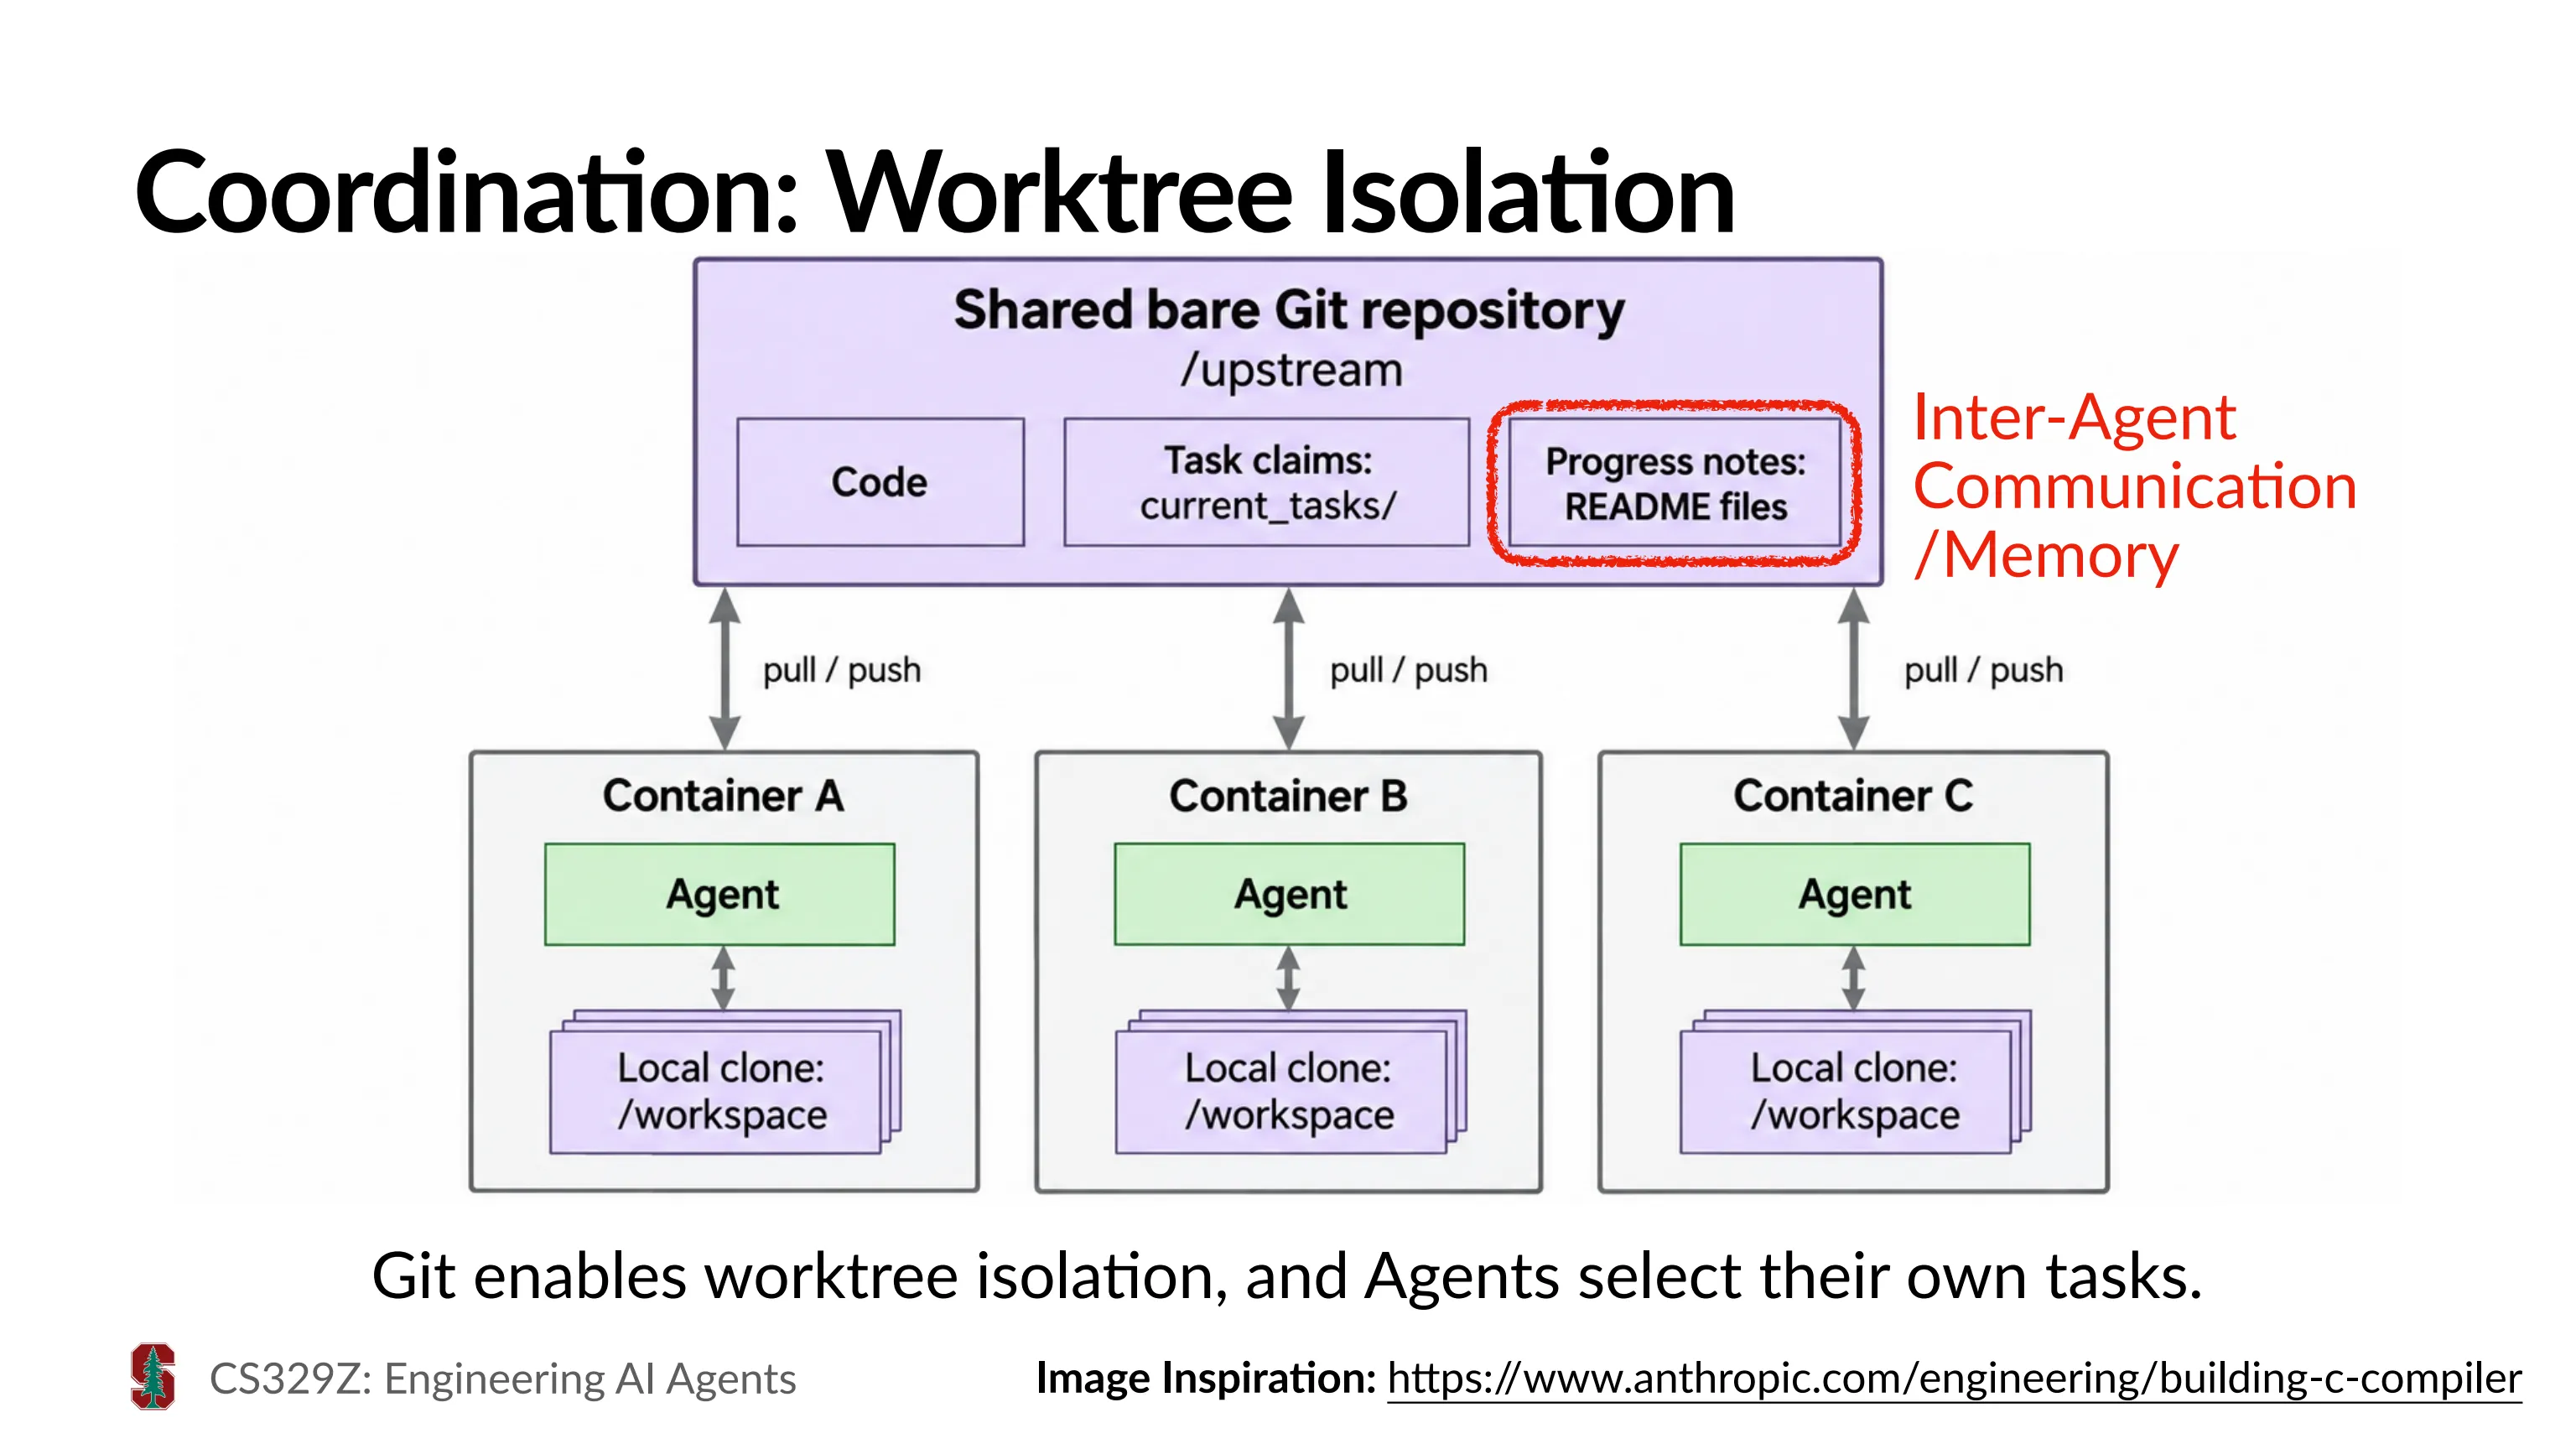 Coordination: Worktree Isolation
Shared bare Git repository
/upstream
Code
Task claims:
current_tasks/
Progress notes:
README files
Inter-Agent
Communication
/Memory
pull / push
pull / push
pull / push
Container A
Agent
Local clone:
/workspace
Container B
Agent
Local clone:
/workspace
Container C
Agent
Local clone:
/workspace
Git enables worktree isolation, and Agents select their own tasks.
CS329Z: Engineering AI Agents
Image Inspiration: https://www.anthropic.com/engineering/building-c-compiler